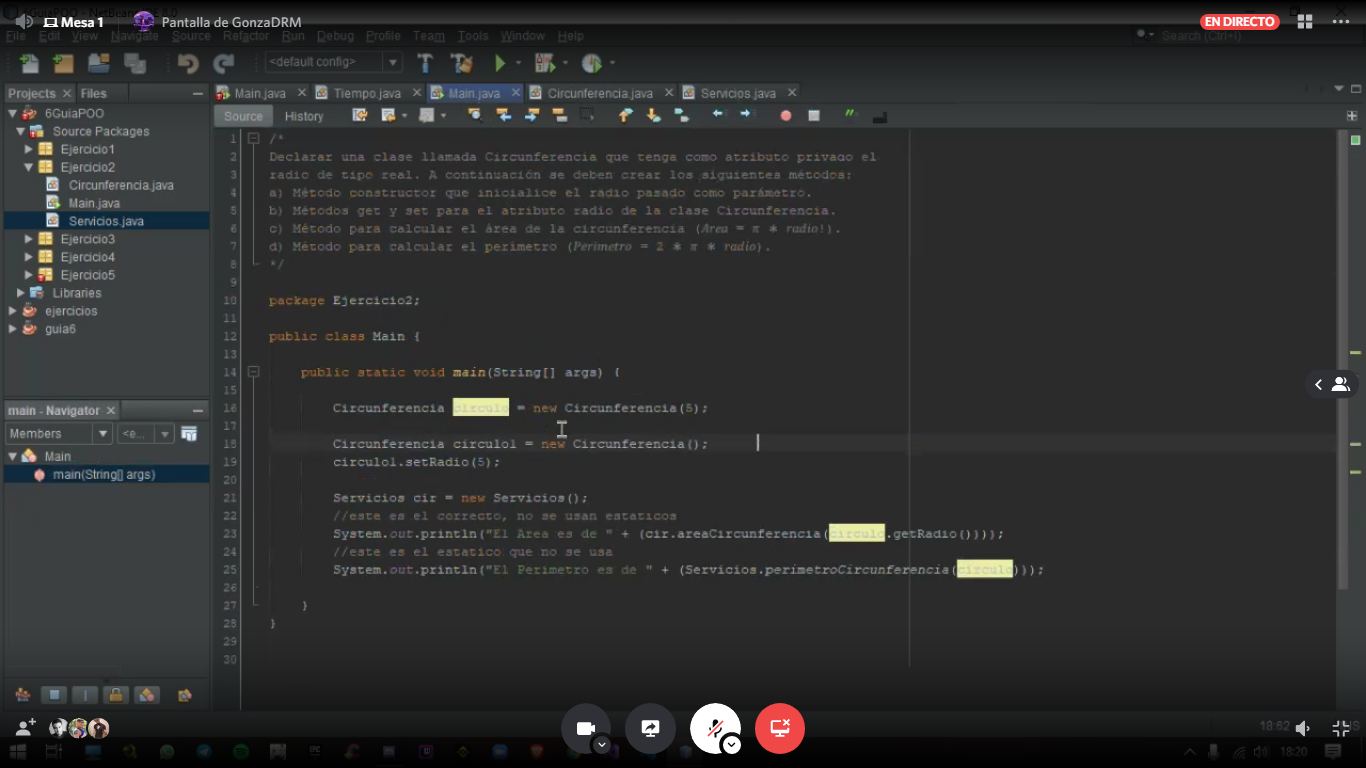 Mesa 1
Pantalla de GonzaDRM
EN DIRECTO
File Edit View Navigate Source Refactor Run Debug Profile Team Tools Window Help
Search (Ctrl+I)
<default config>
Projects
Files
Main.java
Tiempo.java
Main.java
Circunferencia.java
Servicios.java
Source
History
6GuiaPOO
Source Packages
Ejercicio1
Ejercicio2
Circunferencia.java
Main.java
Servicios.java
Ejercicio3
Ejercicio4
Ejercicio5
Libraries
ejercicios
guia6
main - Navigator
Members
<e...
Main
main(String[] args)
1 /*
2 Declarar una clase llamada Circunferencia que tenga como atributo privado el
3 radio de tipo real. A continuación se deben crear los siguientes métodos:
4 a) Método constructor que inicialice el radio pasado como parámetro.
5 b) Métodos get y set para el atributo radio de la clase Circunferencia.
6 c) Método para calcular el área de la circunferencia (Area = π * radio!).
7 d) Método para calcular el perímetro (Perimetro = 2 * π * radio).
8 */
9
10 package Ejercicio2;
11
12 public class Main {
13
14 public static void main(String[] args) {
15
16 Circunferencia circulo = new Circunferencia(5);
17
18 Circunferencia circulo1 = new Circunferencia();
19 circulo1.setRadio(5);
20
21 Servicios cir = new Servicios();
22 //este es el correcto, no se usan estaticos
23 System.out.println("El Area es de " + (cir.areaCircunferencia(circulo.getRadio())));
24 //este es el estatico que no se usa
25 System.out.println("El Perimetro es de " + (Servicios.perimetroCircunferencia(circulo)));
26
27 }
28 }
29
30
18:62
INS
18:20